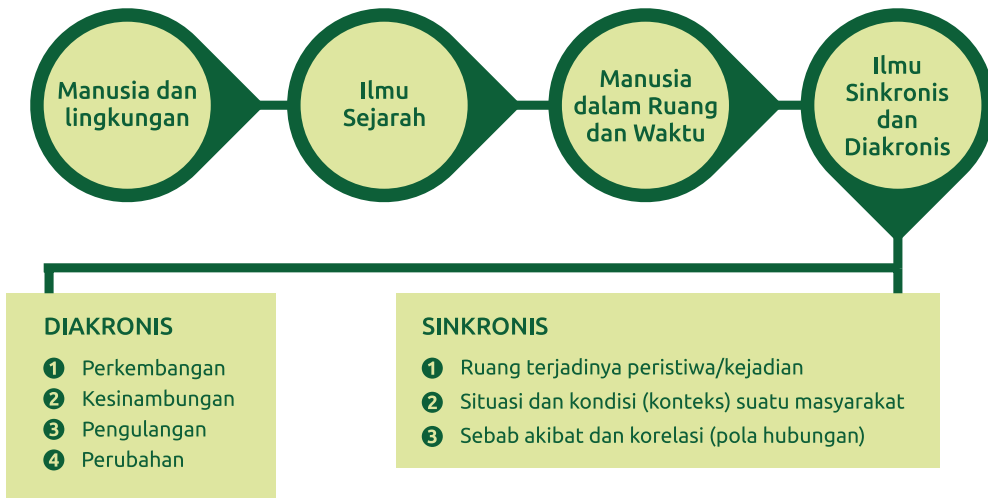 Manusia dan
lingkungan
Ilmu
Sejarah
Manusia
dalam Ruang
dan Waktu
Ilmu
Sinkronis
dan
Diakronis
DIAKRONIS
1 Perkembangan
2 Kesinambungan
3 Pengulangan
4 Perubahan
SINKRONIS
1 Ruang terjadinya peristiwa/kejadian
2 Situasi dan kondisi (konteks) suatu masyarakat
3 Sebab akibat dan korelasi (pola hubungan)